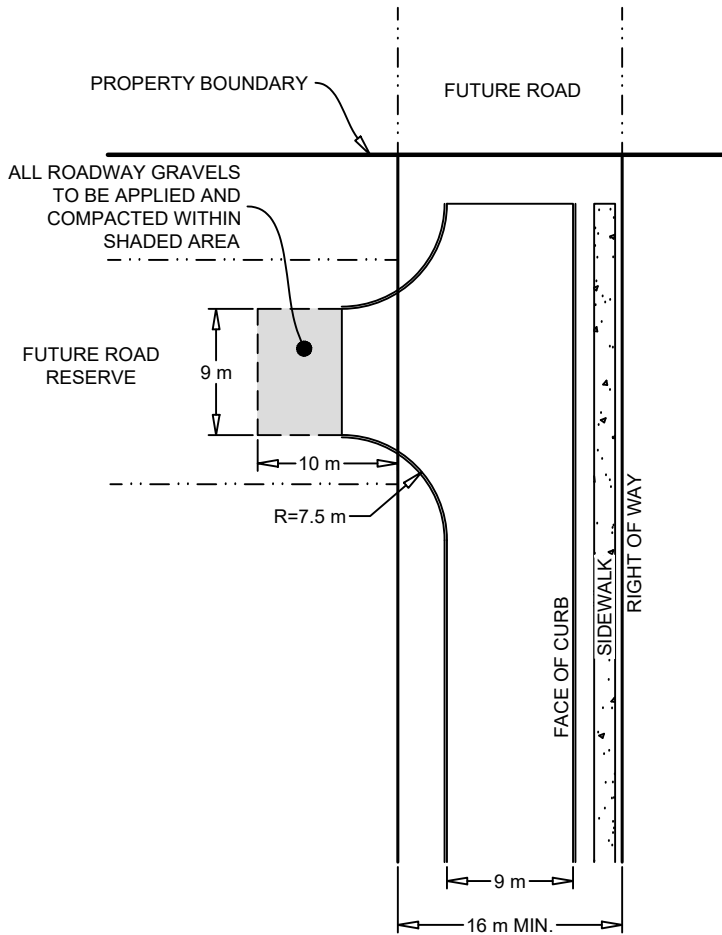 PROPERTY BOUNDARY
FUTURE ROAD
ALL ROADWAY GRAVELS
TO BE APPLIED AND
COMPACTED WITHIN
SHADED AREA
FUTURE ROAD
RESERVE
9 m
10 m
R=7.5 m
FACE OF CURB
SIDEWALK
RIGHT OF WAY
9 m
16 m MIN.